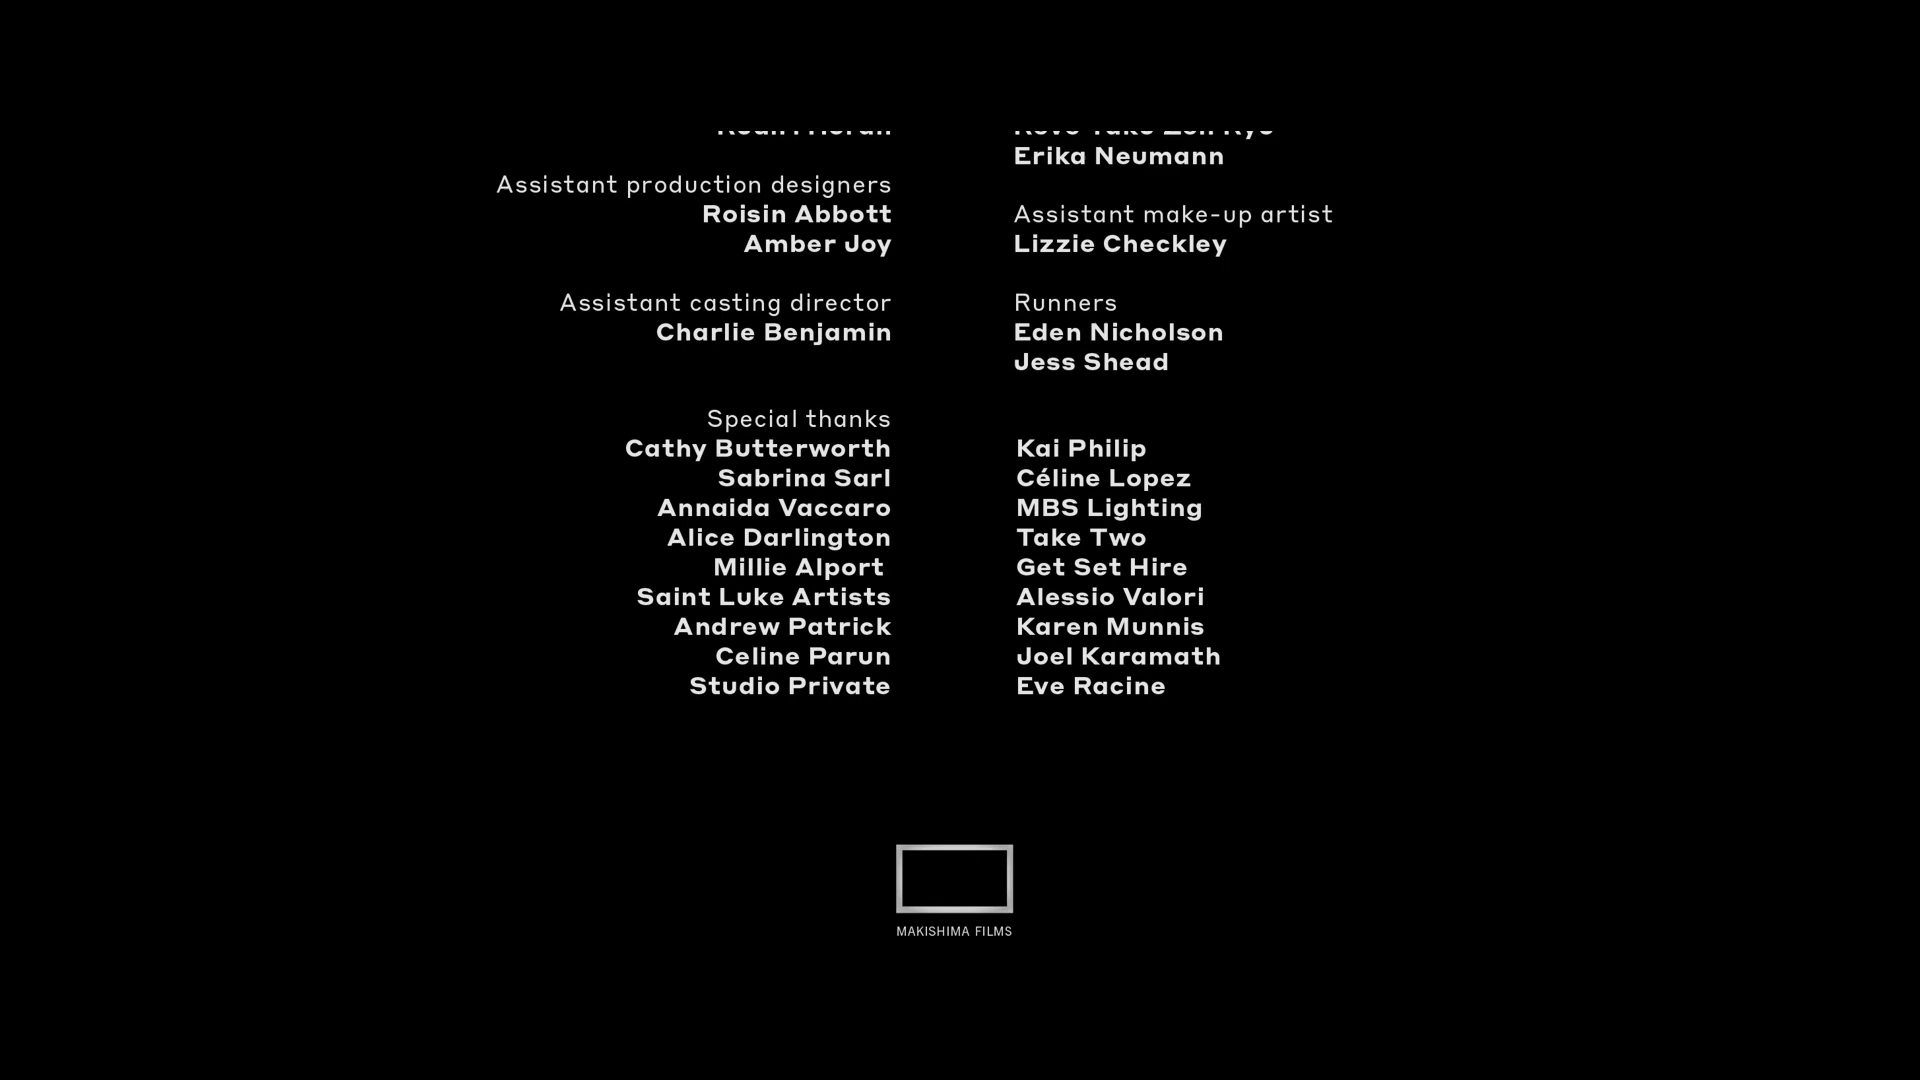 Erika Neumann
Assistant production designers
Roisin Abbott
Amber Joy
Assistant make-up artist
Lizzie Checkley
Assistant casting director
Charlie Benjamin
Runners
Eden Nicholson
Jess Shead
Special thanks
Cathy Butterworth
Sabrina Sarl
Annaida Vaccaro
Alice Darlington
Millie Alport
Saint Luke Artists
Andrew Patrick
Celine Parun
Studio Private
Kai Philip
Céline Lopez
MBS Lighting
Take Two
Get Set Hire
Alessio Valori
Karen Munnis
Joel Karamath
Eve Racine
MAKISHIMA FILMS